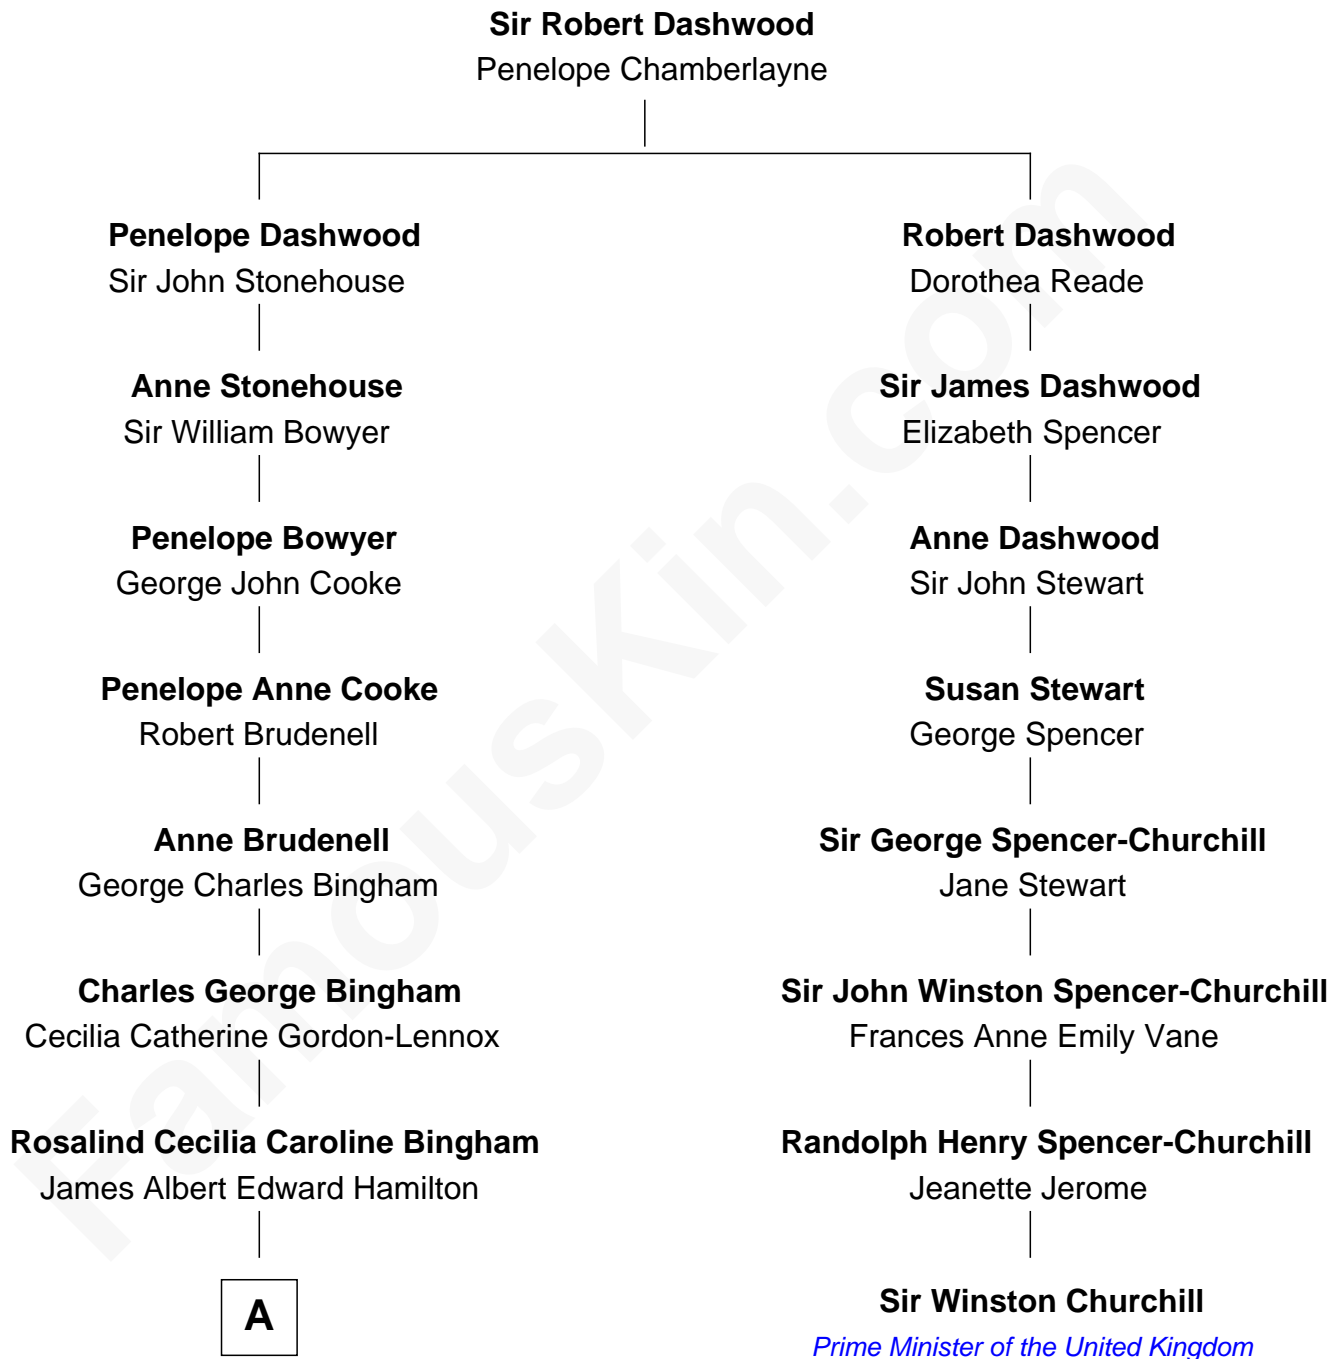 Sir Robert Dashwood
Penelope Chamberlayne
Penelope Dashwood
Sir John Stonehouse
Robert Dashwood
Dorothea Reade
Anne Stonehouse
Sir William Bowyer
Sir James Dashwood
Elizabeth Spencer
Penelope Bowyer
George John Cooke
Anne Dashwood
Sir John Stewart
Penelope Anne Cooke
Robert Brudenell
Susan Stewart
George Spencer
Anne Brudenell
George Charles Bingham
Sir George Spencer-Churchill
Jane Stewart
Charles George Bingham
Cecilia Catherine Gordon-Lennox
Sir John Winston Spencer-Churchill
Frances Anne Emily Vane
Rosalind Cecilia Caroline Bingham
James Albert Edward Hamilton
Randolph Henry Spencer-Churchill
Jeanette Jerome
A
Sir Winston Churchill
Prime Minister of the United Kingdom
FamousKin.com